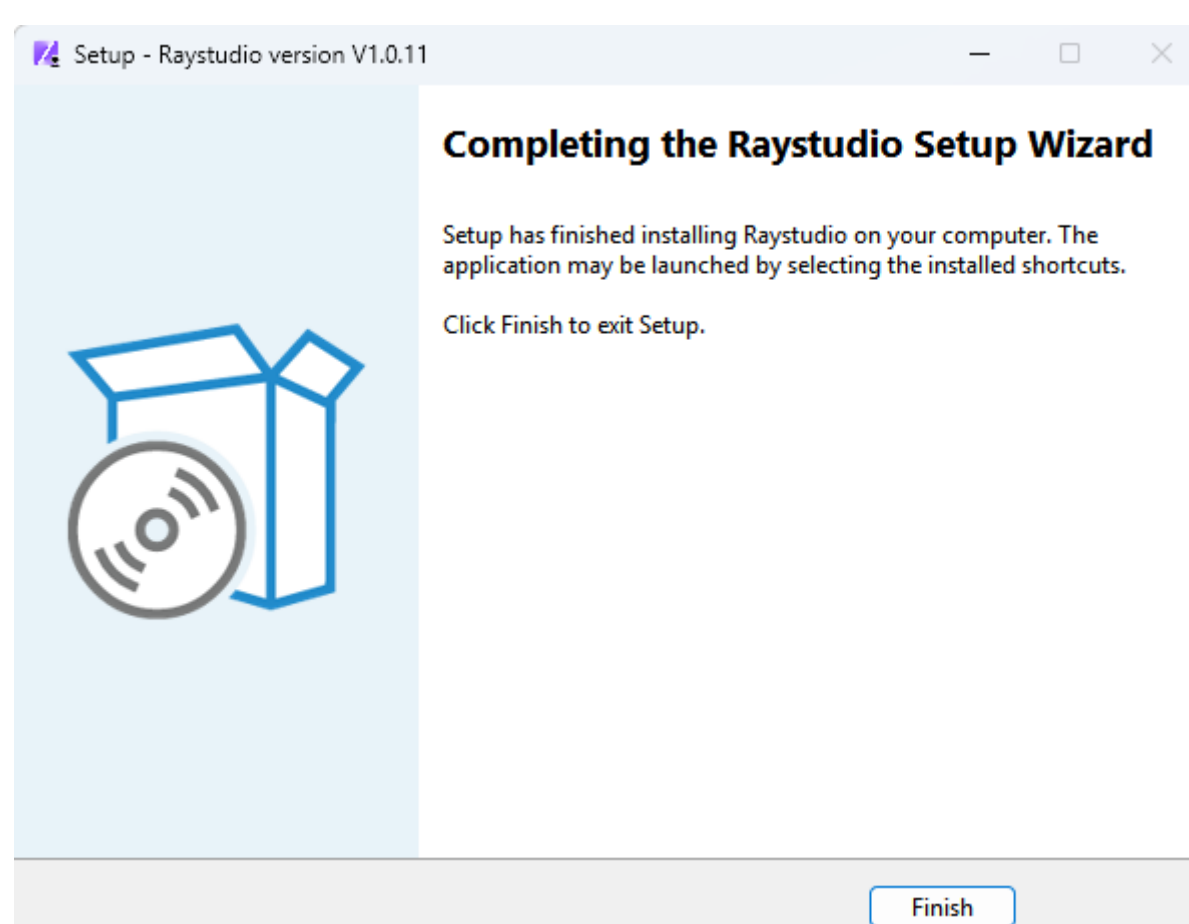 Setup - Raystudio version V1.0.11
Completing the Raystudio Setup Wizard
Setup has finished installing Raystudio on your computer. The
application may be launched by selecting the installed shortcuts.
Click Finish to exit Setup.
Finish